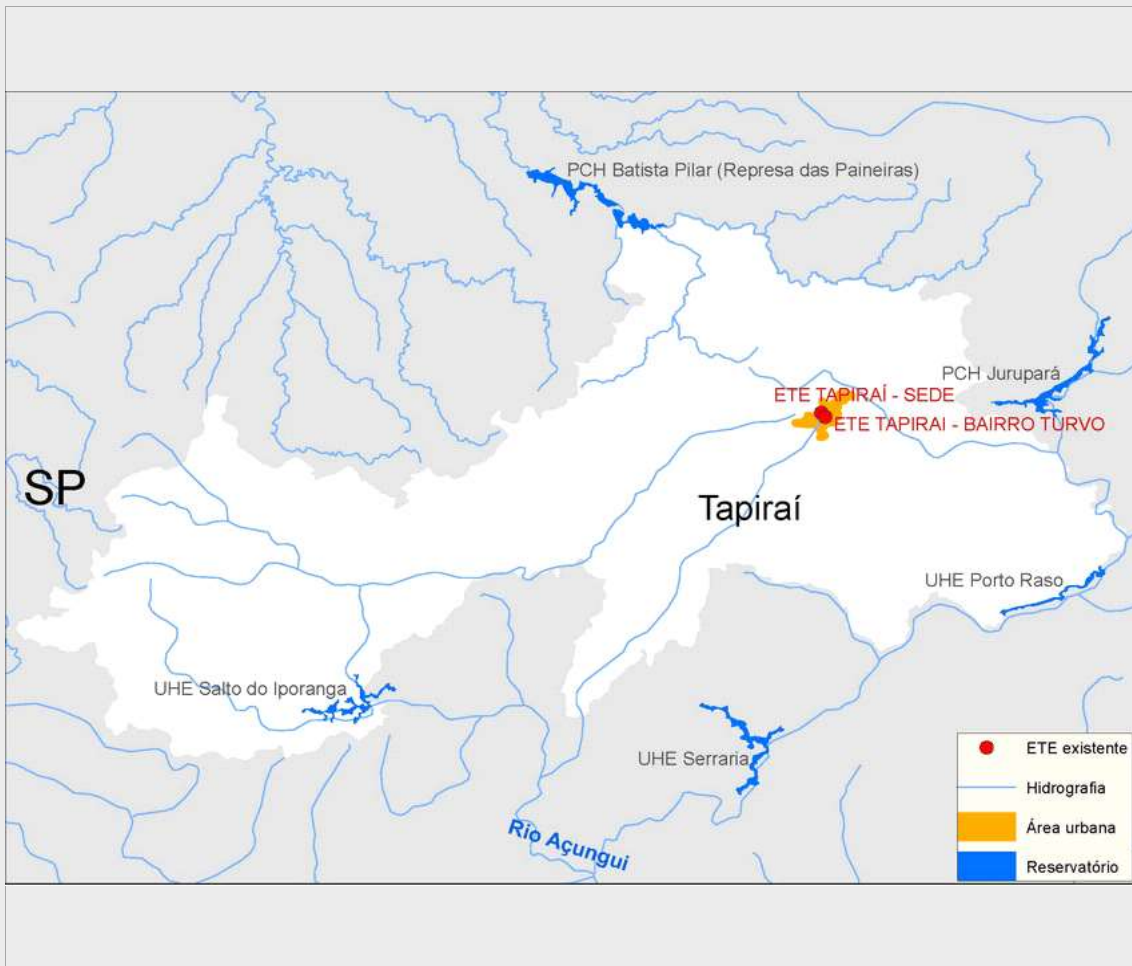 PCH Batista Pilar (Represa das Paineiras)
PCH Jurupará
ETE TAPIRAÍ - SEDE
ETE TAPIRAI - BAIRRO TURVO
SP
Tapiraí
UHE Porto Raso
UHE Salto do Iporanga
UHE Serraria
Rio Açungui
ETE existente
Hidrografia
Área urbana
Reservatório